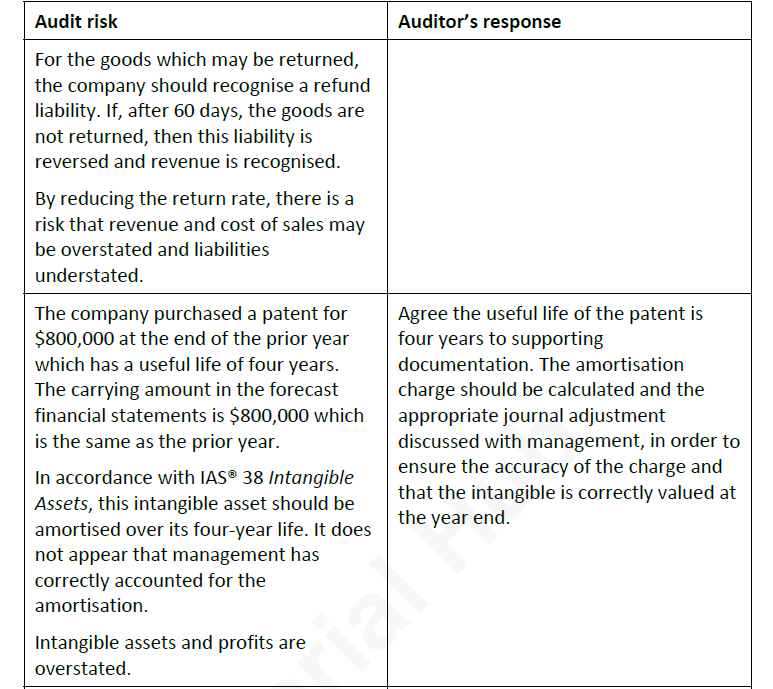 Audit risk
Auditor's response
For the goods which may be returned,
the company should recognise a refund
liability. If, after 60 days, the goods are
not returned, then this liability is
reversed and revenue is recognised.
By reducing the return rate, there is a
risk that revenue and cost of sales may
be overstated and liabilities
understated.
The company purchased a patent for
$800,000 at the end of the prior year
which has a useful life of four years.
The carrying amount in the forecast
financial statements is $800,000 which
is the same as the prior year.
In accordance with IAS® 38 Intangible
Assets, this intangible asset should be
amortised over its four-year life. It does
not appear that management has
correctly accounted for the
amortisation.
Intangible assets and profits are
overstated.
Agree the useful life of the patent is
four years to supporting
documentation. The amortisation
charge should be calculated and the
appropriate journal adjustment
discussed with management, in order to
ensure the accuracy of the charge and
that the intangible is correctly valued at
the year end.